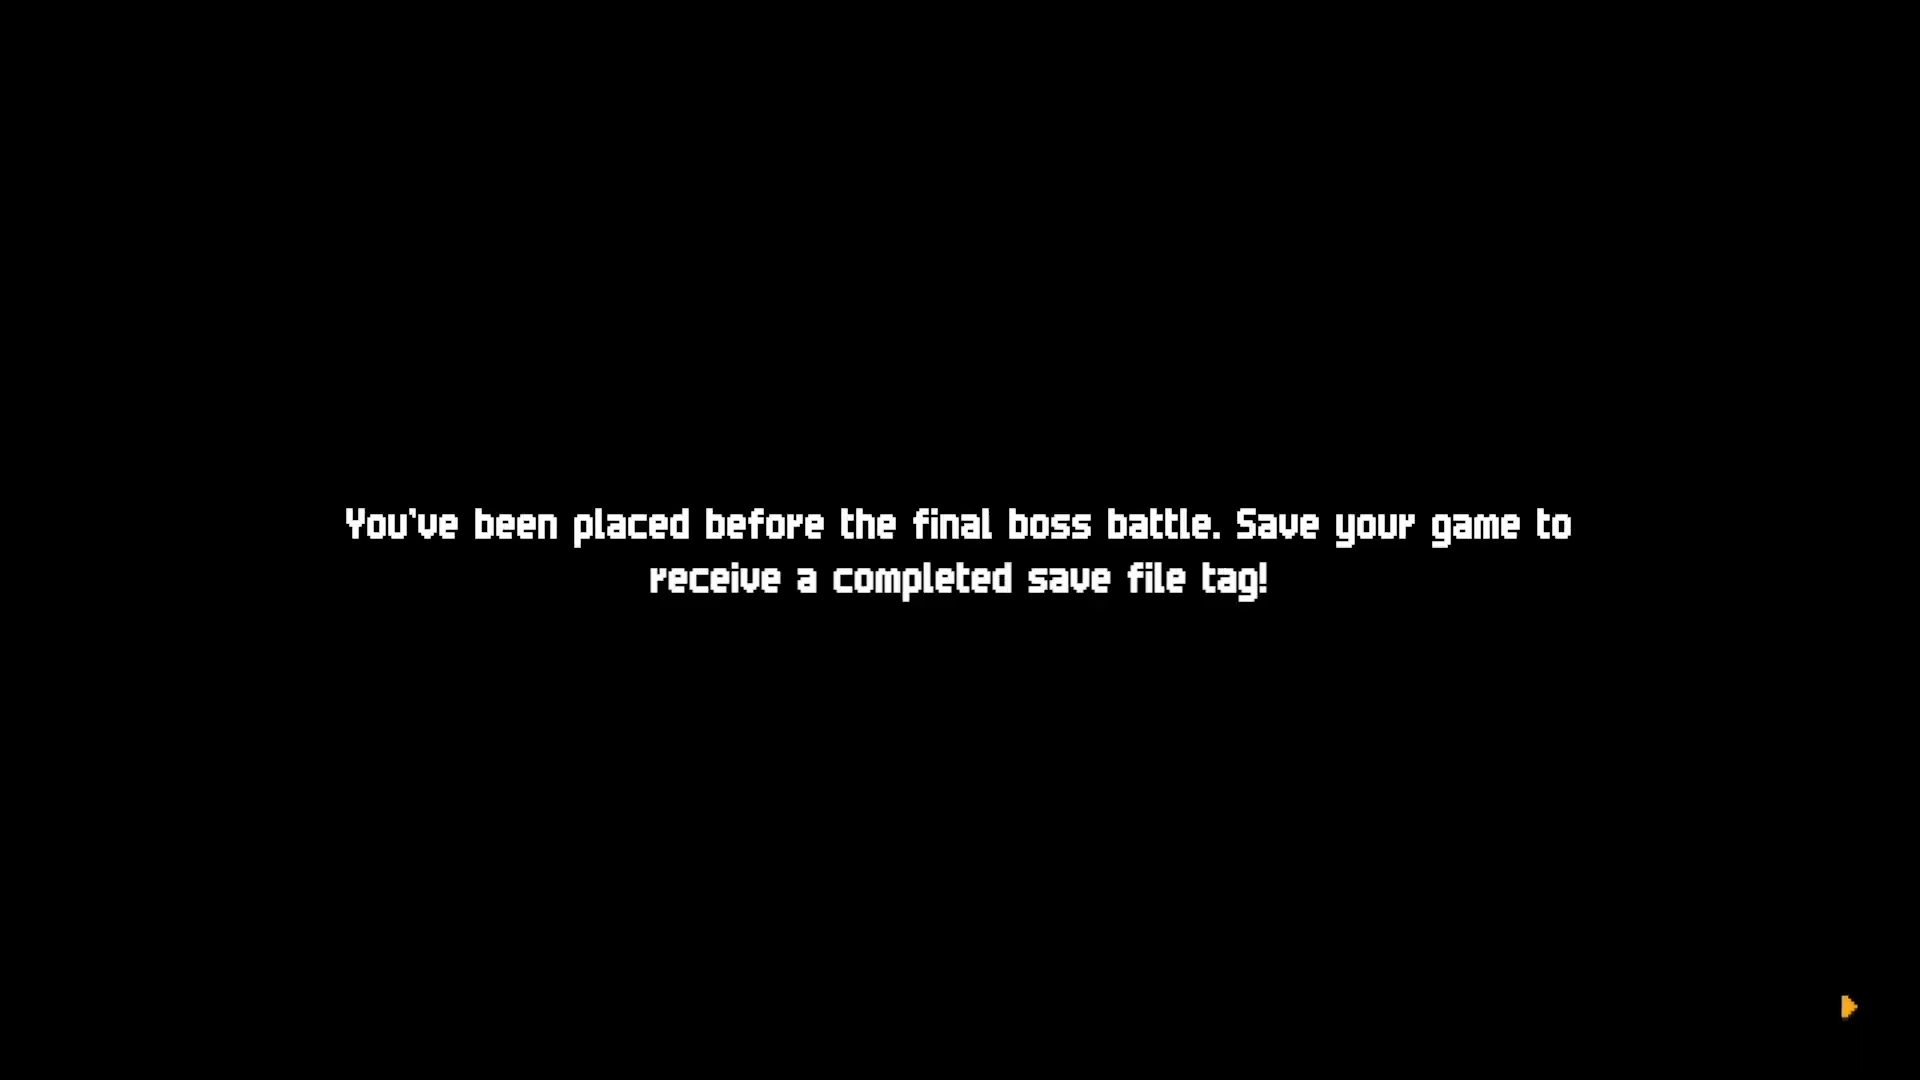 You've been placed before the final boss battle. Save your game to
receive a completed save file tag!